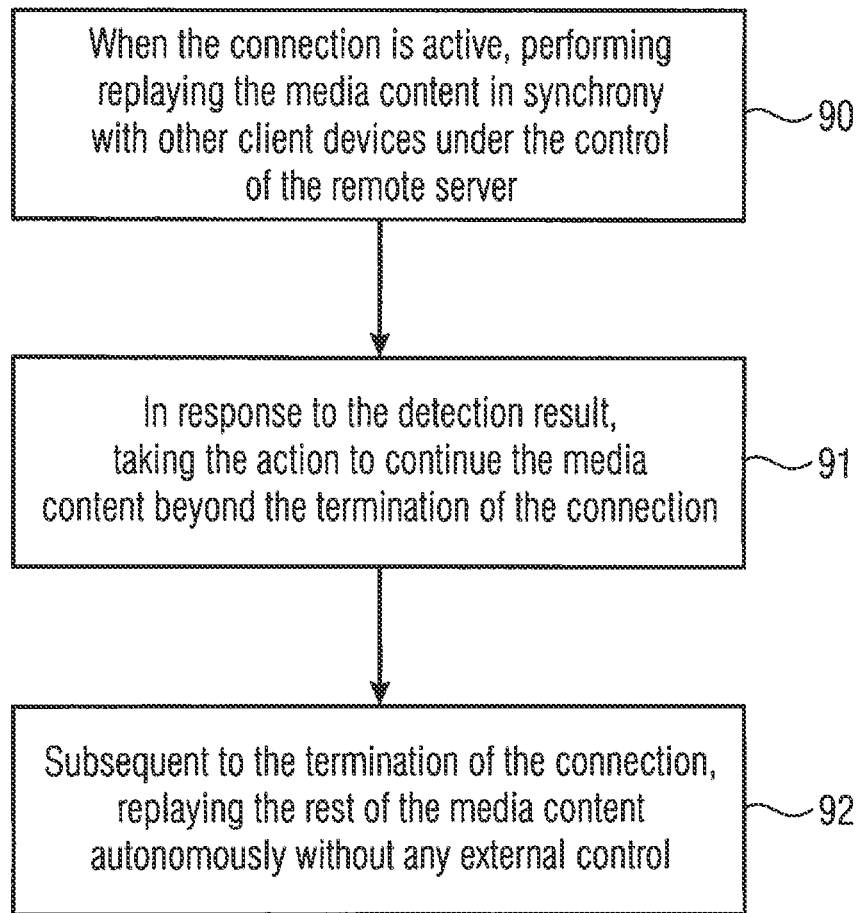 When the connection is active, performing
replaying the media content in synchrony
with other client devices under the control
of the remote server
90
In response to the detection result,
taking the action to continue the media
content beyond the termination of the connection
91
Subsequent to the termination of the connection,
replaying the rest of the media content
autonomously without any external control
92